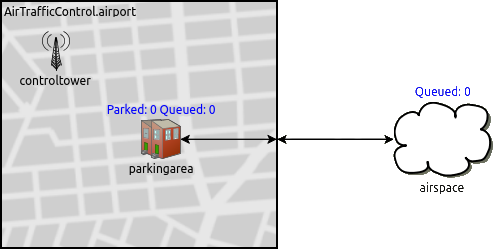 AirTrafficControl.airport
controltower
Parked: 0 Queued: 0
parkingarea
Queued: 0
airspace